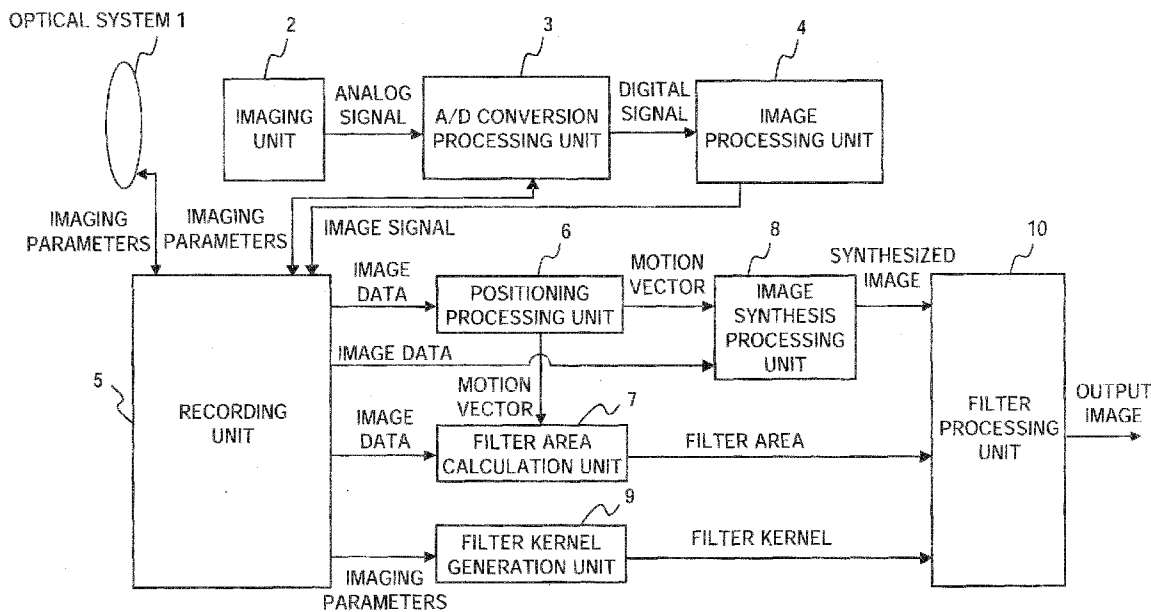 OPTICAL SYSTEM 1
2
3
4
IMAGING
UNIT
ANALOG
SIGNAL
A/D CONVERSION
PROCESSING UNIT
DIGITAL
SIGNAL
IMAGE
PROCESSING UNIT
IMAGING
PARAMETERS
IMAGING
PARAMETERS
IMAGE SIGNAL
5
RECORDING
UNIT
IMAGE
DATA
6
POSITIONING
PROCESSING UNIT
MOTION
VECTOR
8
IMAGE
SYNTHESIS
PROCESSING
UNIT
SYNTHESIZED
IMAGE
10
FILTER
PROCESSING
UNIT
OUTPUT
IMAGE
IMAGE DATA
MOTION
VECTOR
IMAGE
DATA
7
FILTER AREA
CALCULATION UNIT
FILTER AREA
9
FILTER KERNEL
GENERATION UNIT
FILTER KERNEL
IMAGING
PARAMETERS